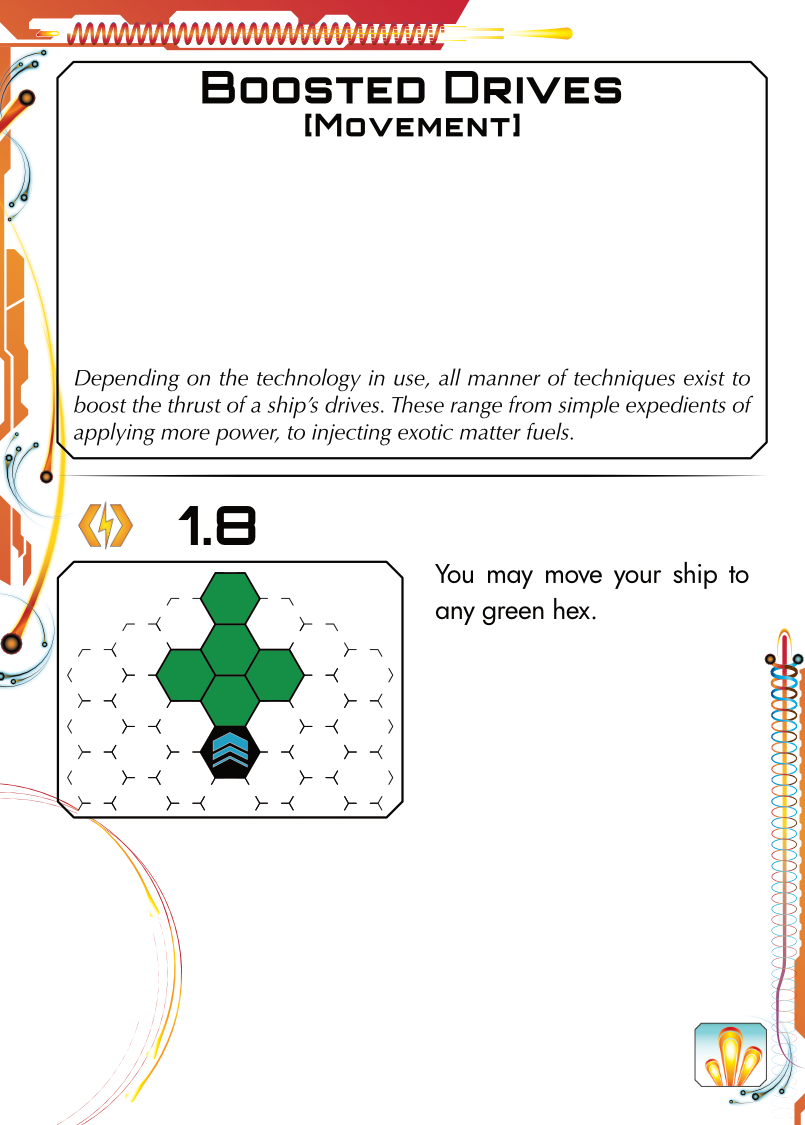 Boosted Drives
[Movement]
Depending on the technology in use, all manner of techniques exist to
boost the thrust of a ship’s drives. These range from simple expedients of
applying more power, to injecting exotic matter fuels.
1.8
You may move your ship to
any green hex.